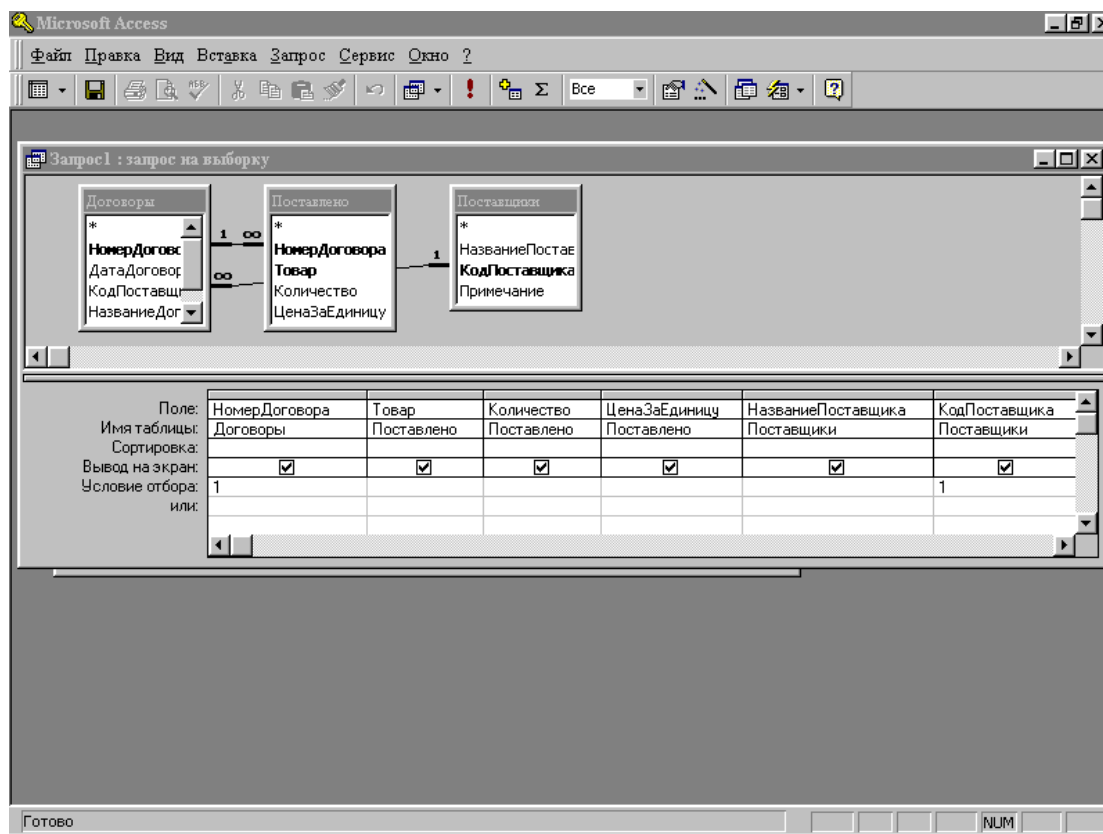 Microsoft Access
Файл Правка Вид Вставка Запрос Сервис Окно ?
Все
Запрос1 : запрос на выборку
Договоры Поставлено Поставщики
* * *
НомерДогово НомерДоговора НазваниеПостав
ДатаДоговор Товар КодПоставщика
КодПоставщи Количество Примечание
НазваниеДог ЦенаЗаЕдиницу
1 ∞ 1
∞
Поле: НомерДоговора Товар Количество ЦенаЗаЕдиницу НазваниеПоставщика КодПоставщика
Имя таблицы: Договоры Поставлено Поставлено Поставлено Поставщики Поставщики
Сортировка:
Вывод на экран:
Условие отбора: 1 1
или:
Готово NUM